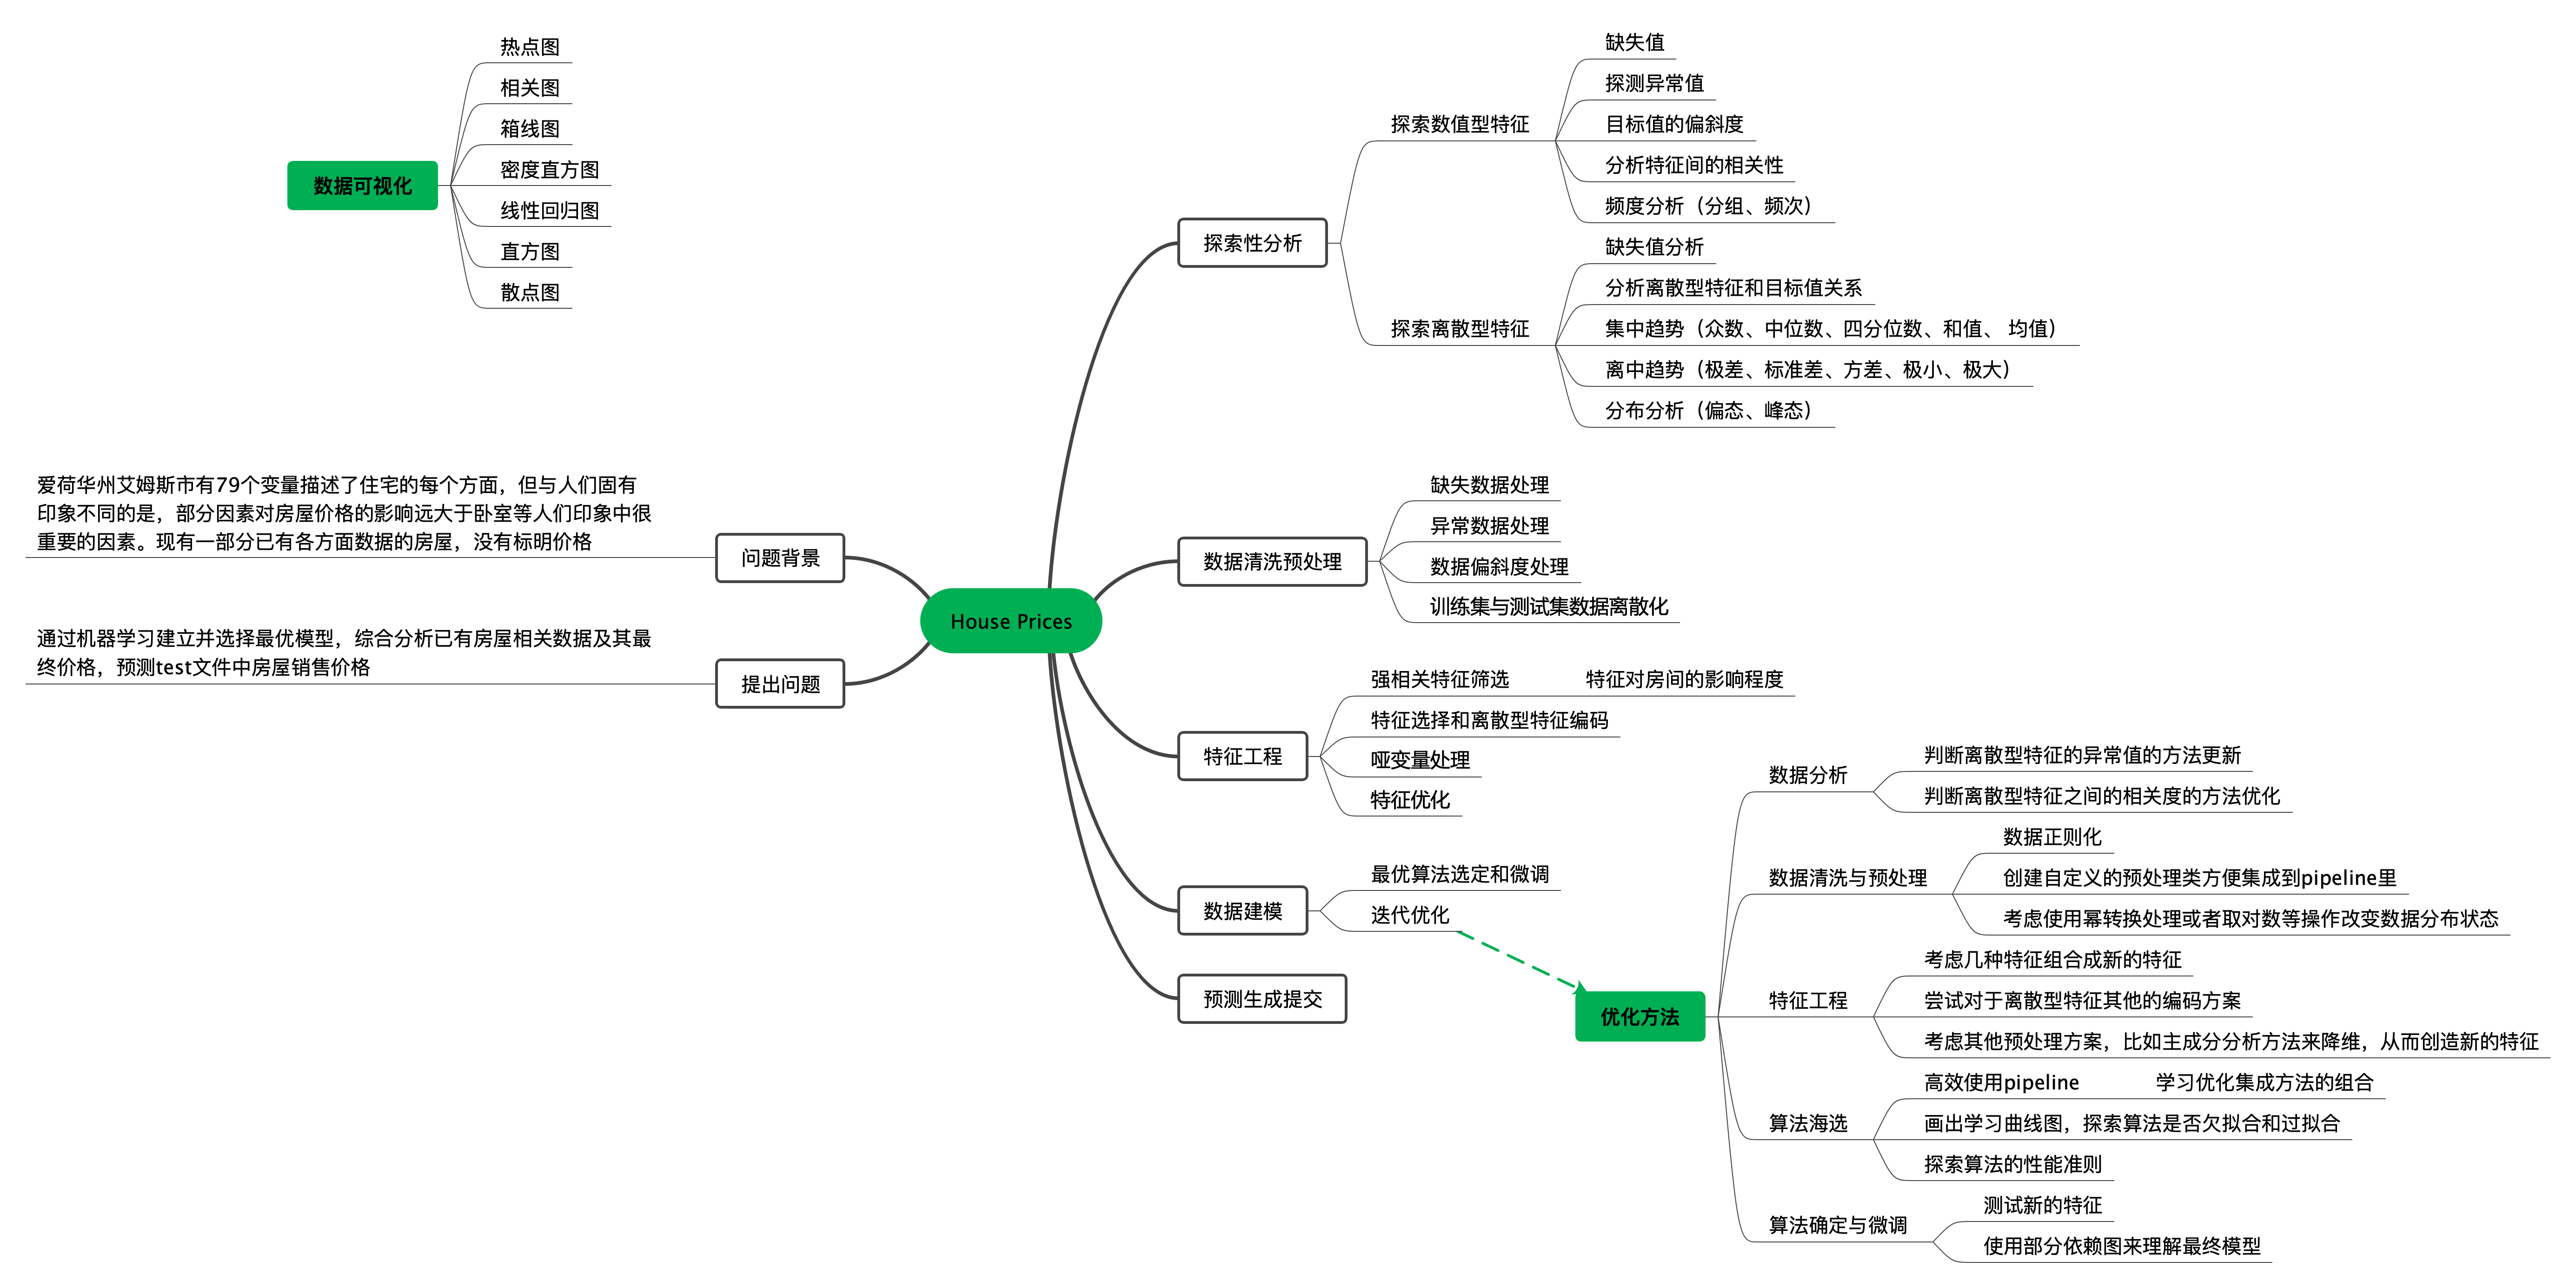 热点图
相关图
箱线图
密度直方图
线性回归图
直方图
散点图
数据可视化
爱荷华州艾姆斯市有79个变量描述了住宅的每个方面，但与人们固有
印象不同的是，部分因素对房屋价格的影响远大于卧室等人们印象中很
重要的因素。现有一部分已有各方面数据的房屋，没有标明价格
问题背景
通过机器学习建立并选择最优模型，综合分析已有房屋相关数据及其最
终价格，预测test文件中房屋销售价格
提出问题
House Prices
探索性分析
探索数值型特征
缺失值
探测异常值
目标值的偏斜度
分析特征间的相关性
频度分析（分组、频次）
探索离散型特征
缺失值分析
分析离散型特征和目标值关系
集中趋势（众数、中位数、四分位数、和值、 均值）
离中趋势（极差、标准差、方差、极小、极大）
分布分析（偏态、峰态）
数据清洗预处理
缺失数据处理
异常数据处理
数据偏斜度处理
训练集与测试集数据离散化
特征工程
强相关特征筛选
特征对房间的影响程度
特征选择和离散型特征编码
哑变量处理
特征优化
数据建模
最优算法选定和微调
迭代优化
预测生成提交
优化方法
数据分析
判断离散型特征的异常值的方法更新
判断离散型特征之间的相关度的方法优化
数据清洗与预处理
数据正则化
创建自定义的预处理类方便集成到pipeline里
考虑使用幂转换处理或者取对数等操作改变数据分布状态
特征工程
考虑几种特征组合成新的特征
尝试对于离散型特征其他的编码方案
考虑其他预处理方案，比如主成分分析方法来降维，从而创造新的特征
算法海选
高效使用pipeline
学习优化集成方法的组合
画出学习曲线图，探索算法是否欠拟合和过拟合
探索算法的性能准则
算法确定与微调
测试新的特征
使用部分依赖图来理解最终模型